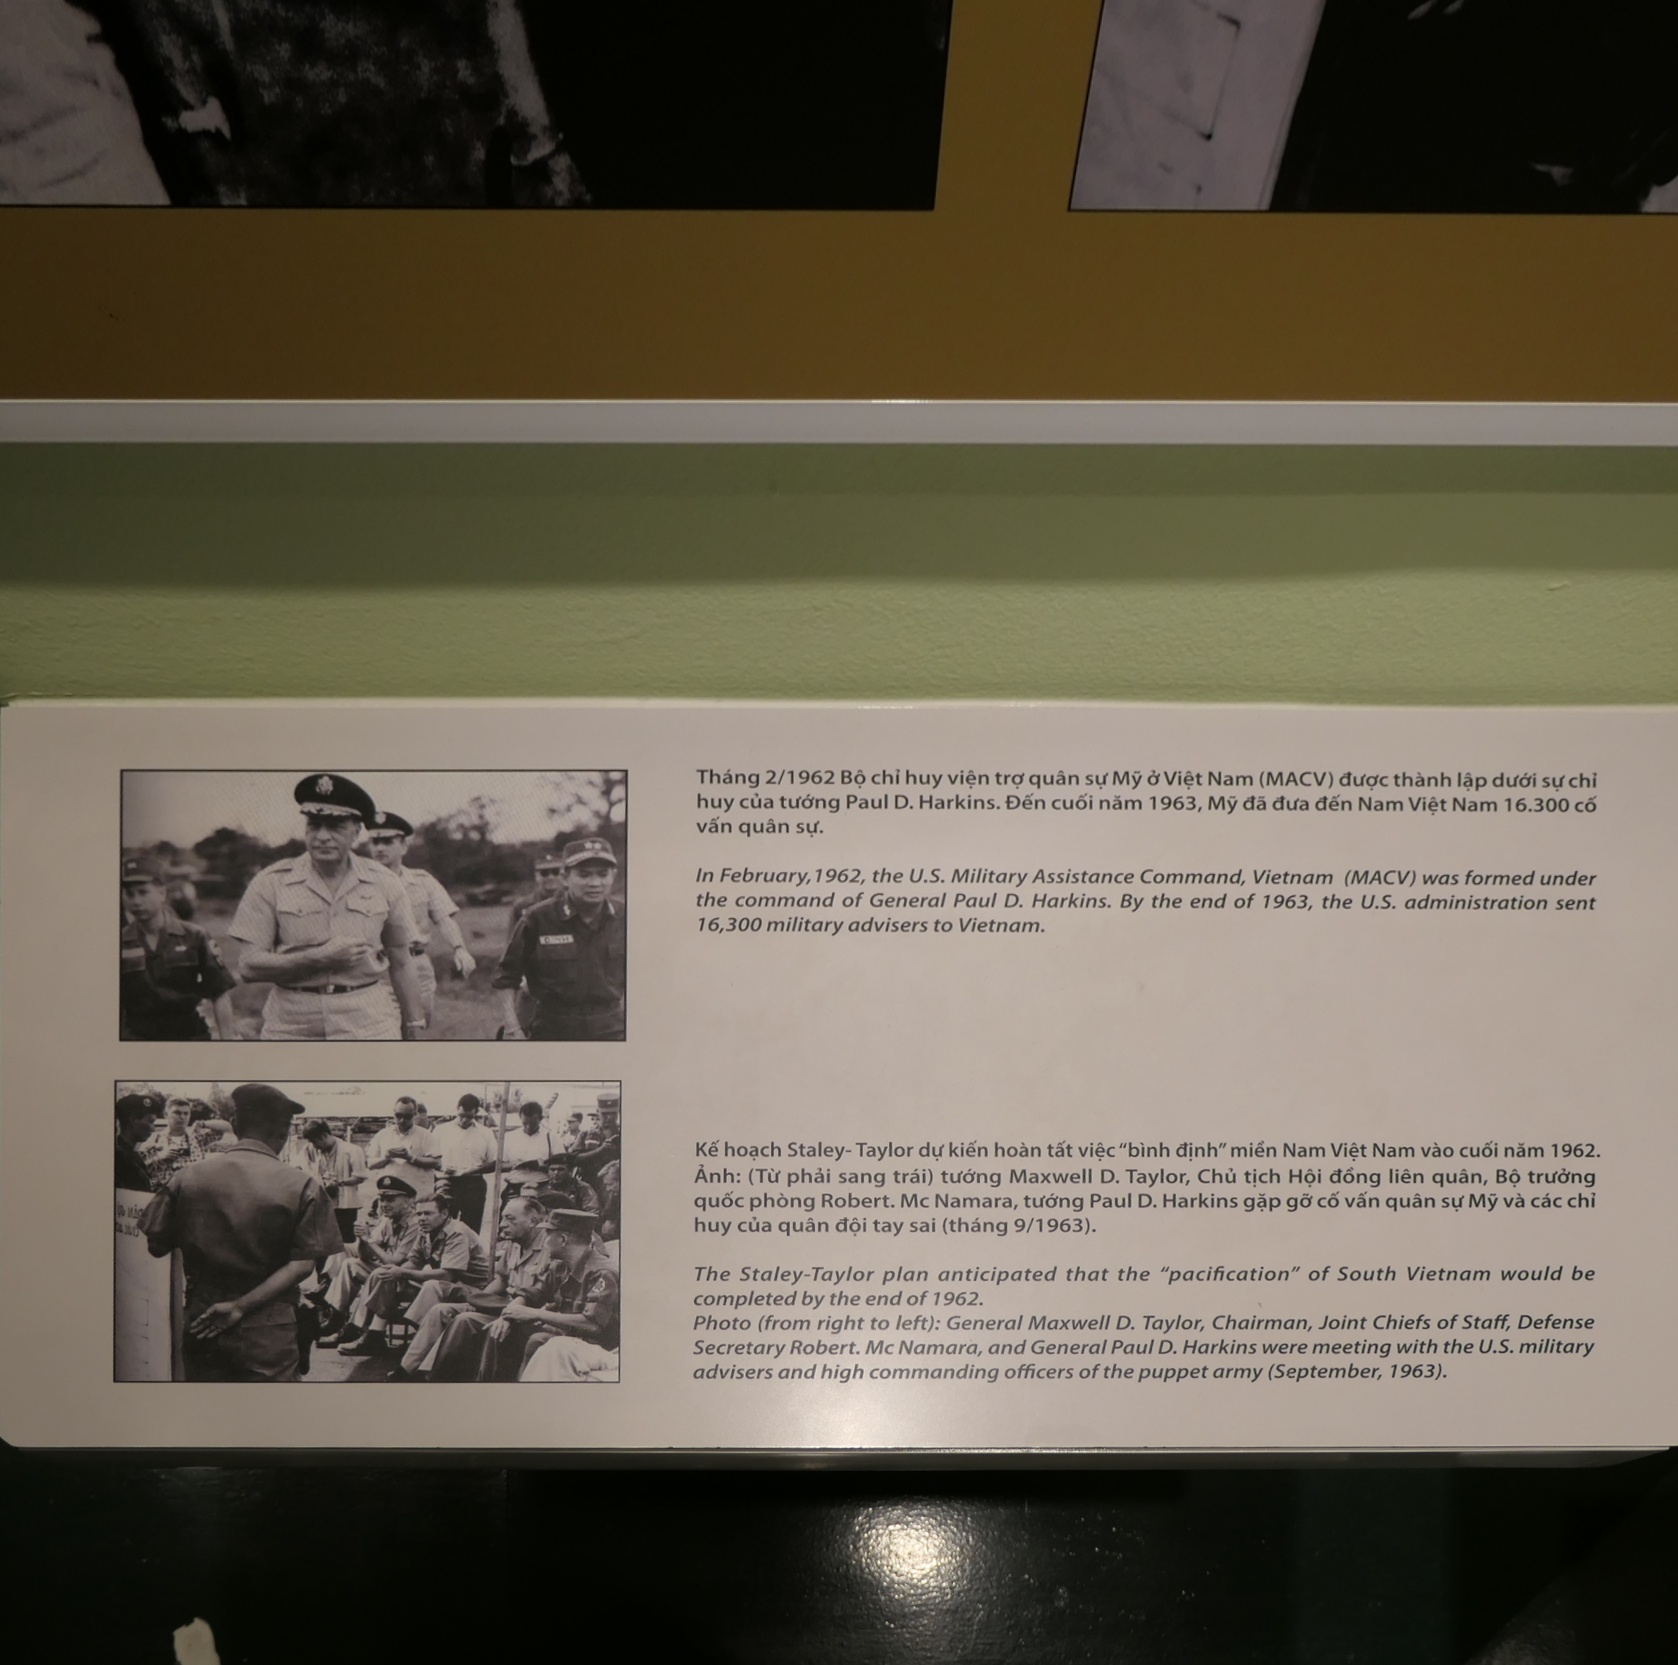 Tháng 2/1962 Bộ chỉ huy viện trợ quân sự Mỹ ở Việt Nam (MACV) được thành lập dưới sự chỉ
huy của tướng Paul D. Harkins. Đến cuối năm 1963, Mỹ đã đưa đến Nam Việt Nam 16.300 cố
vấn quân sự.
In February,1962, the U.S. Military Assistance Command, Vietnam (MACV) was formed under
the command of General Paul D. Harkins. By the end of 1963, the U.S. administration sent
16,300 military advisers to Vietnam.
Kế hoạch Staley- Taylor dự kiến hoàn tất việc "bình định" miền Nam Việt Nam vào cuối năm 1962.
Ảnh: (Từ phải sang trái) tướng Maxwell D. Taylor, Chủ tịch Hội đồng liên quân, Bộ trưởng
quốc phòng Robert. Mc Namara, tướng Paul D. Harkins gặp gỡ cố vấn quân sự Mỹ và các chỉ
huy của quân đội tay sai (tháng 9/1963).
The Staley-Taylor plan anticipated that the "pacification" of South Vietnam would be
completed by the end of 1962.
Photo (from right to left): General Maxwell D. Taylor, Chairman, Joint Chiefs of Staff, Defense
Secretary Robert. Mc Namara, and General Paul D. Harkins were meeting with the U.S. military
advisers and high commanding officers of the puppet army (September, 1963).